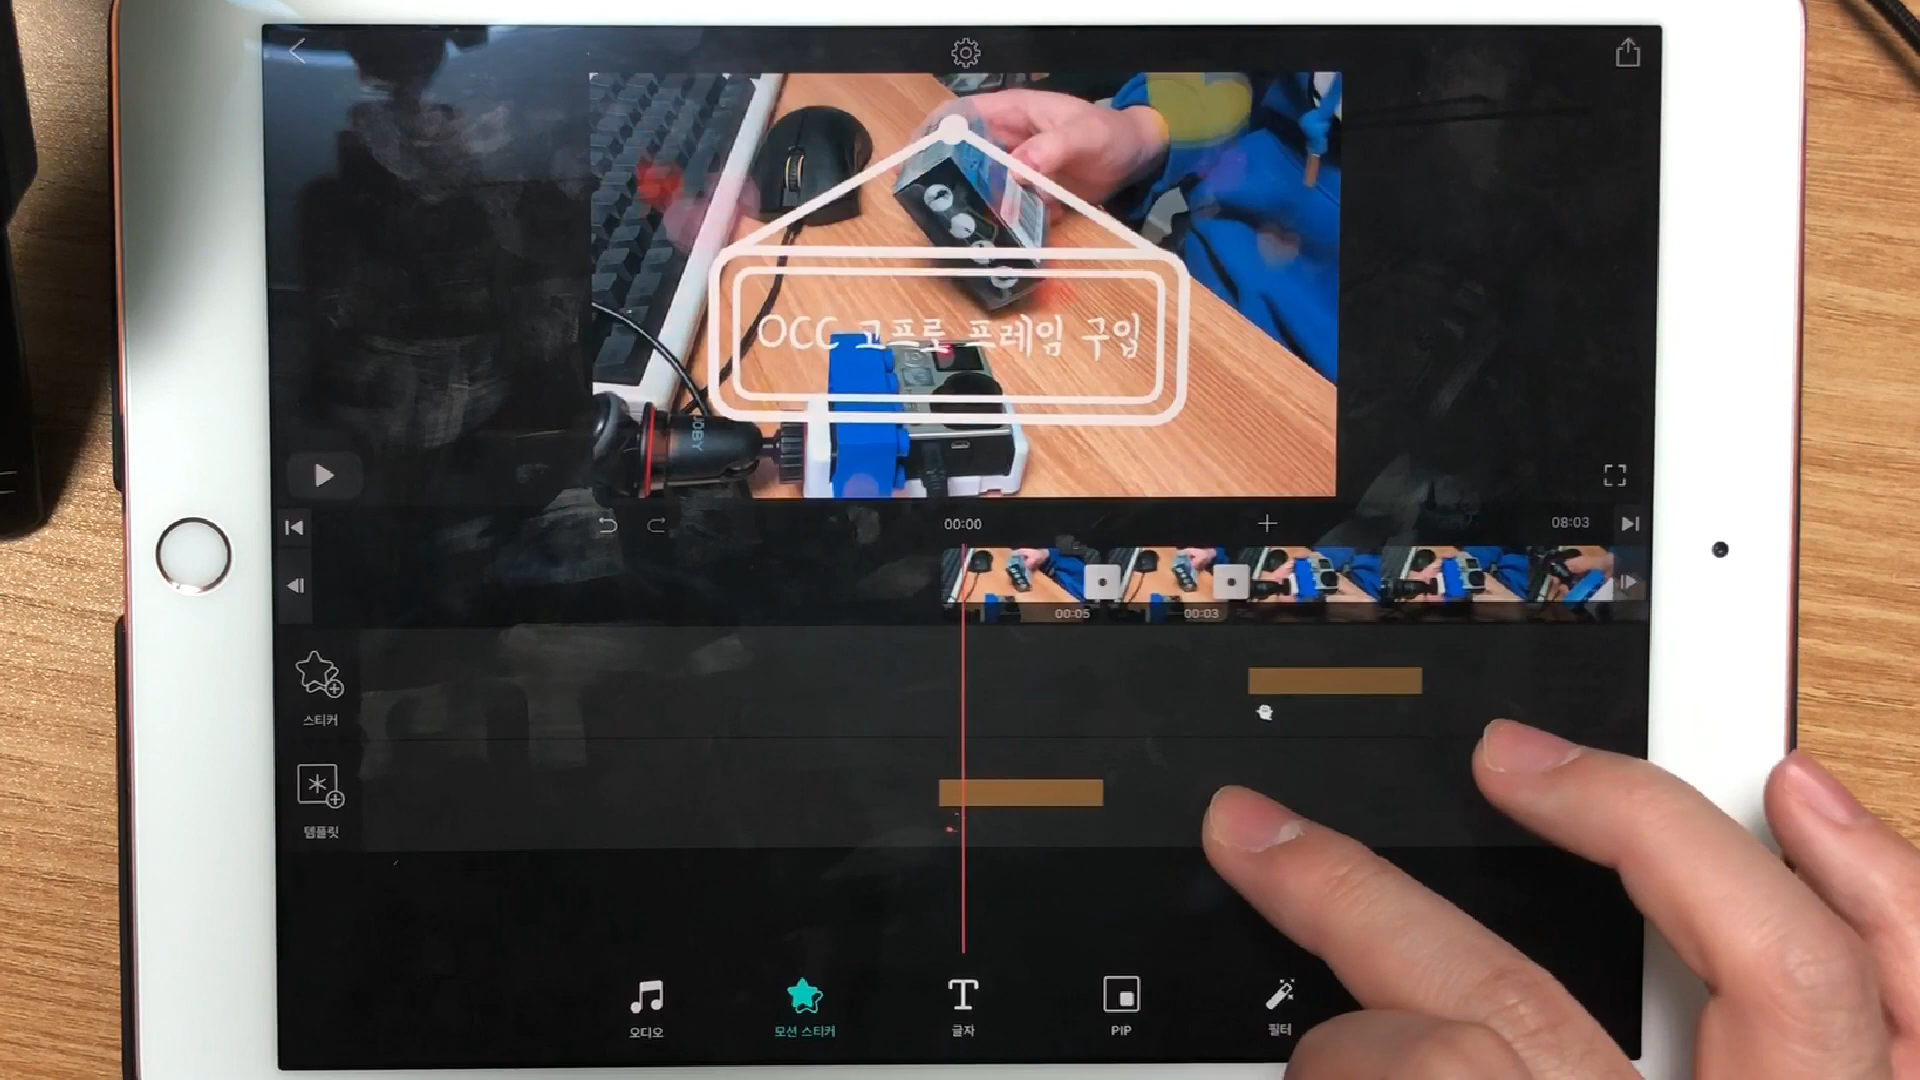 OCC 고프로 프레임 구입
JOBY
00:00
08:03
00:05
00:03
스티커
템플릿
오디오
모션 스티커
글자
PIP
필터